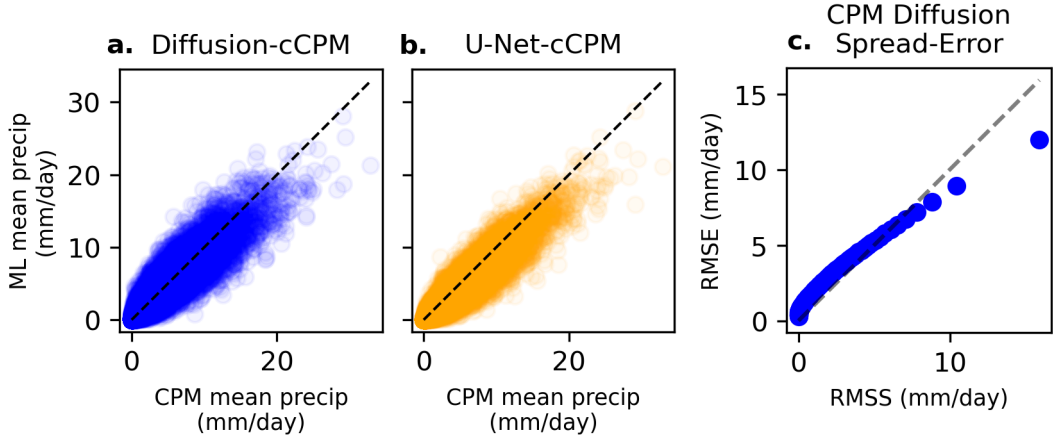 a. Diffusion-cCPM
ML mean precip
(mm/day)
30
20
10
0
0
20
CPM mean precip
(mm/day)
b. U-Net-cCPM
0
20
CPM mean precip
(mm/day)
CPM Diffusion
c. Spread-Error
RMSE (mm/day)
15
10
5
0
0
10
RMSS (mm/day)